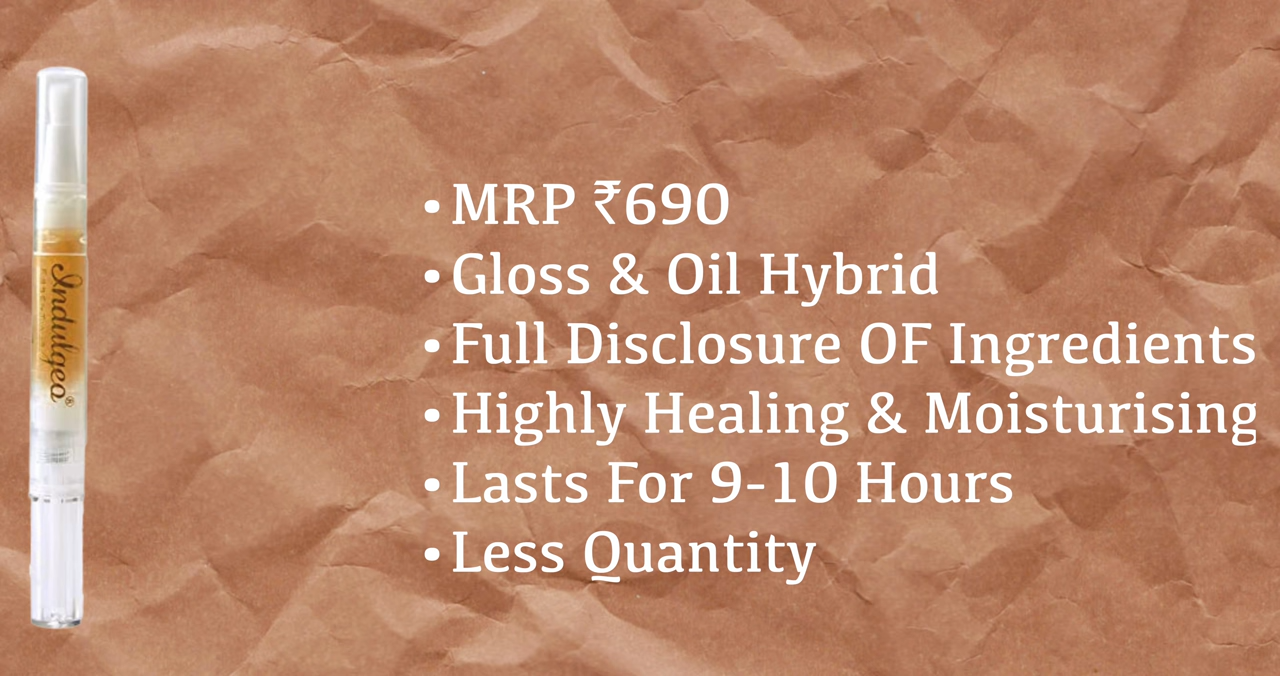 • MRP ₹690
• Gloss & Oil Hybrid
• Full Disclosure OF Ingredients
• Highly Healing & Moisturising
• Lasts For 9-10 Hours
• Less Quantity
Indulgeo®